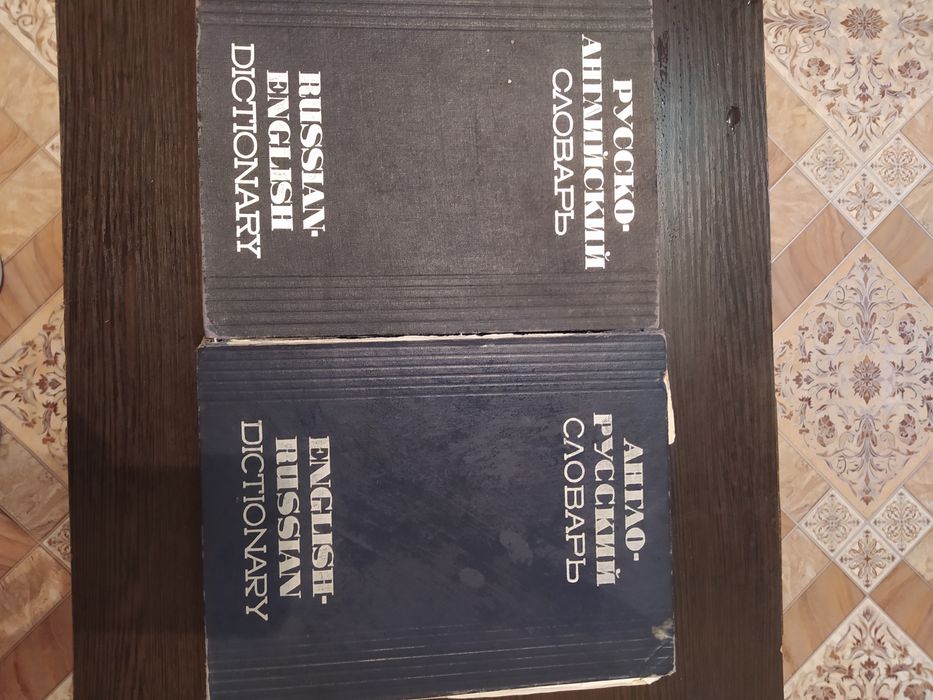 РУССКО-
АНГЛИЙСКИЙ
СЛОВАРЬ
RUSSIAN-
ENGLISH
DICTIONARY
АНГЛО-
РУССКИЙ
СЛОВАРЬ
ENGLISH-
RUSSIAN
DICTIONARY